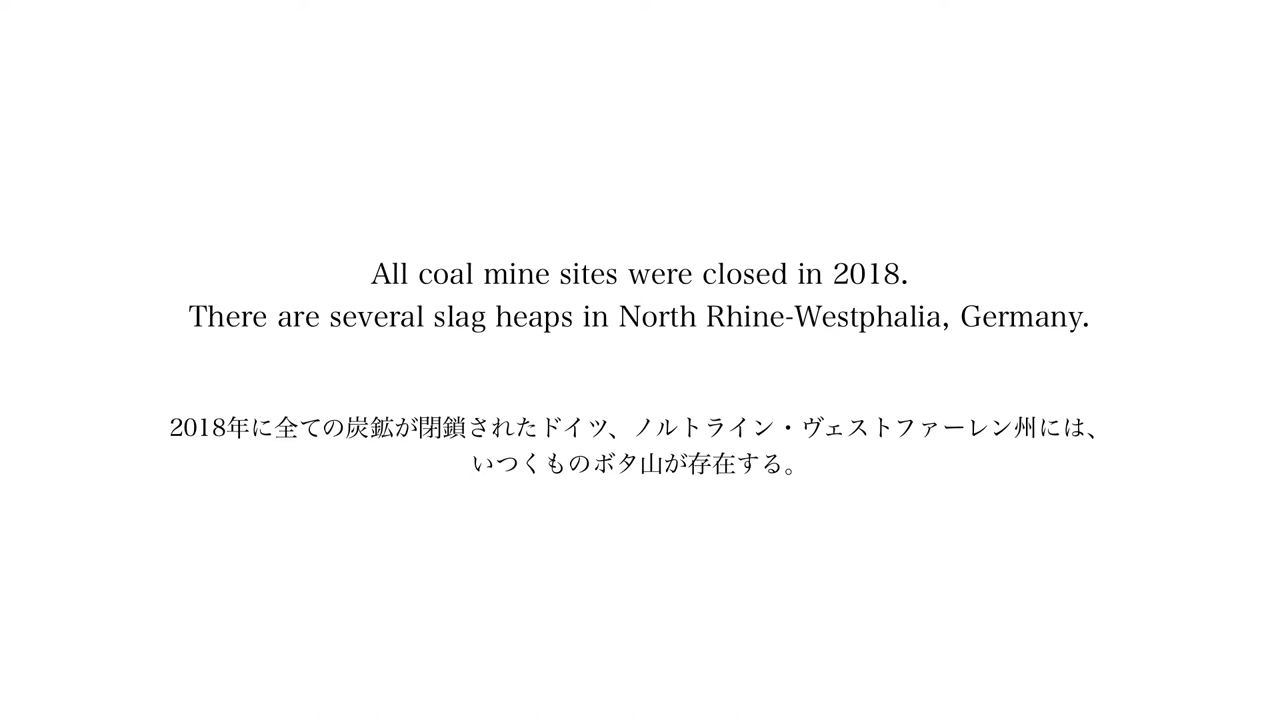 All coal mine sites were closed in 2018.
There are several slag heaps in North Rhine-Westphalia, Germany.
2018年に全ての炭鉱が閉鎖されたドイツ、ノルトライン・ヴェストファーレン州には、
いつくものボタ山が存在する。